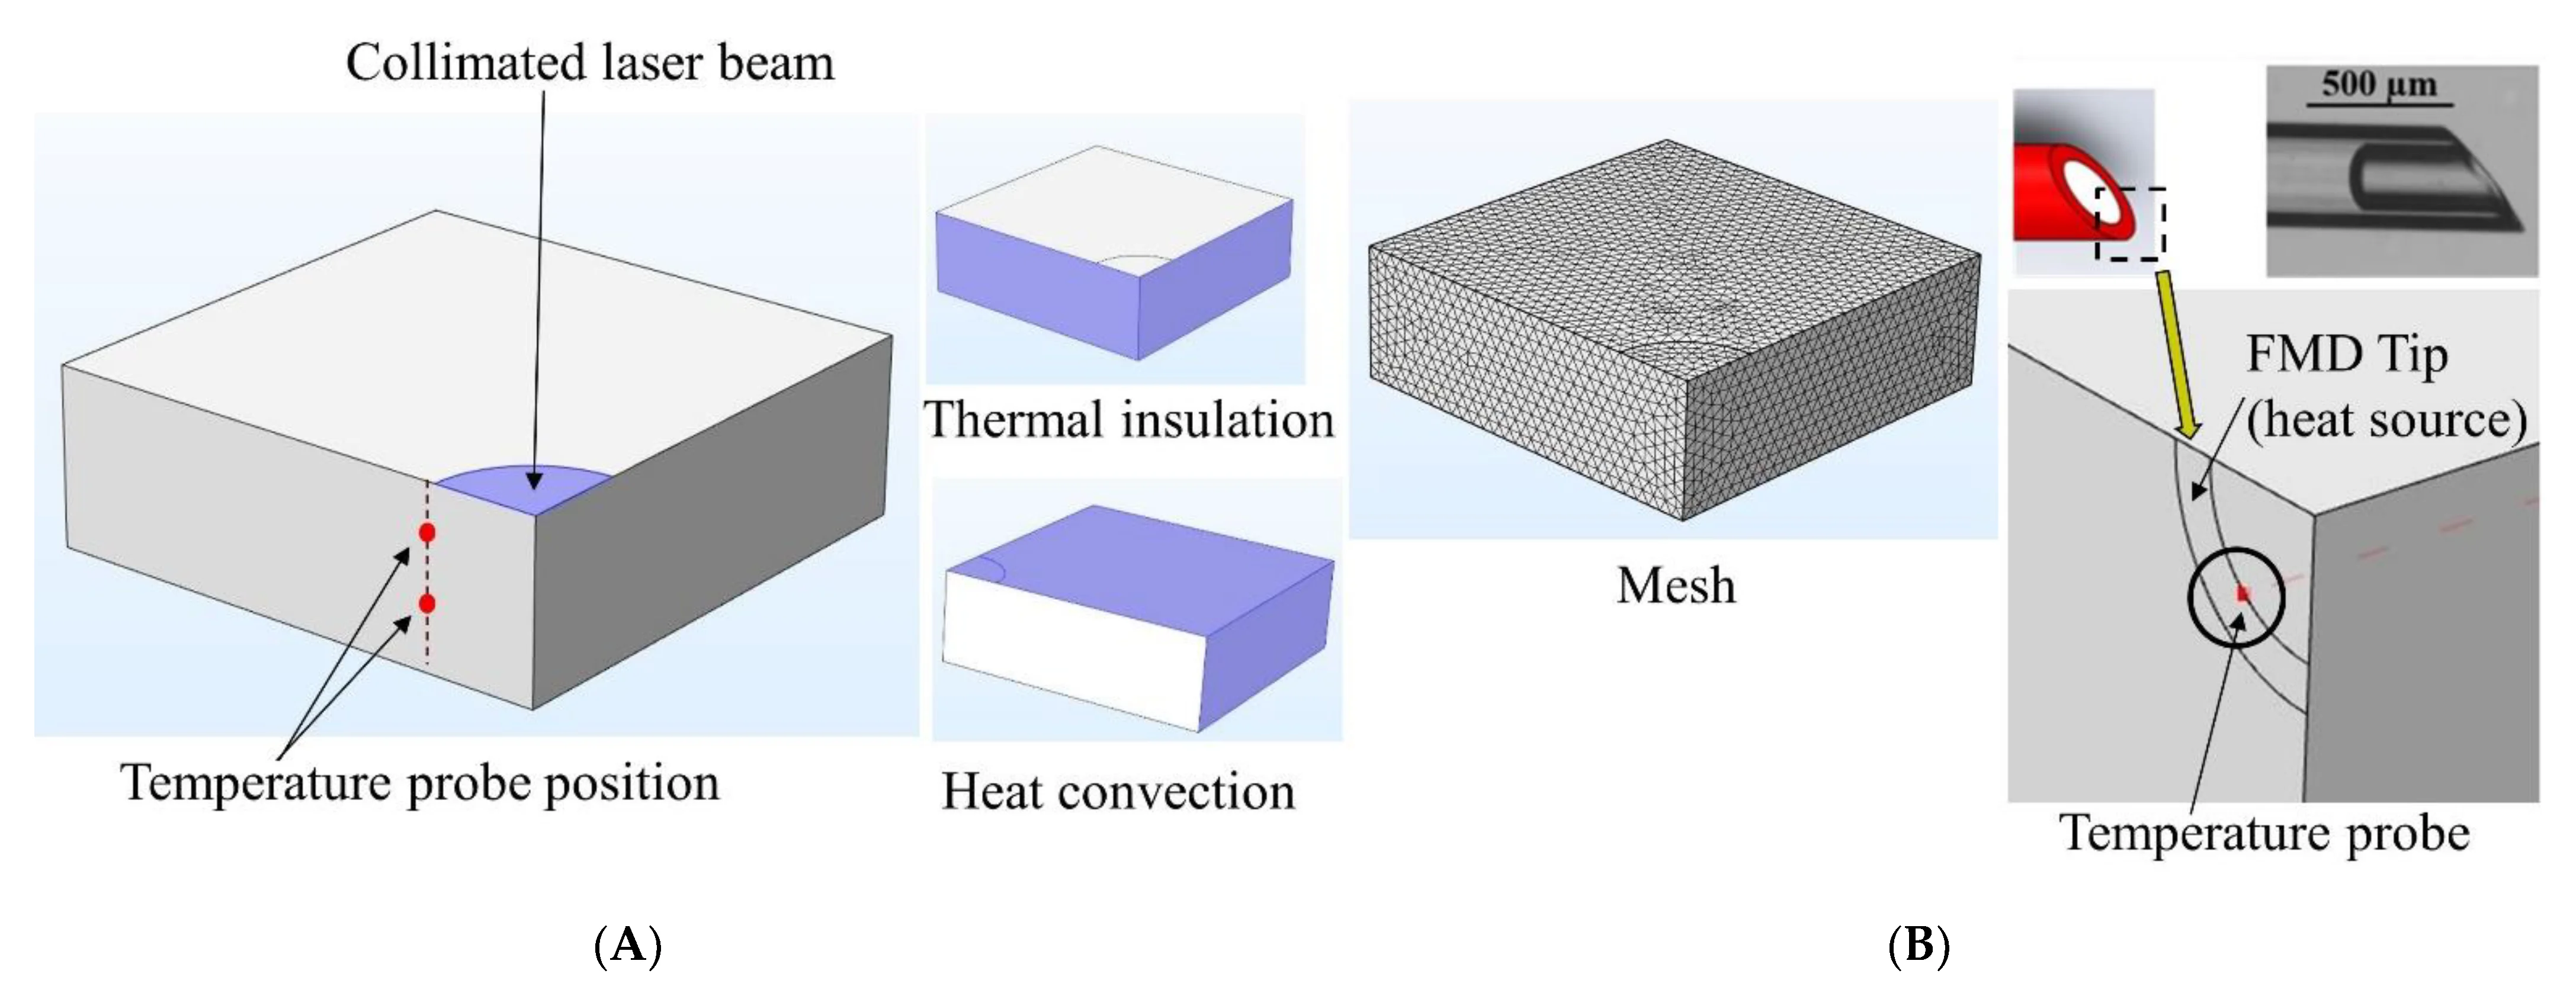 Collimated laser beam
Temperature probe position
Thermal insulation
Heat convection
Mesh
500 µm
FMD Tip
(heat source)
Temperature probe
(A)
(B)